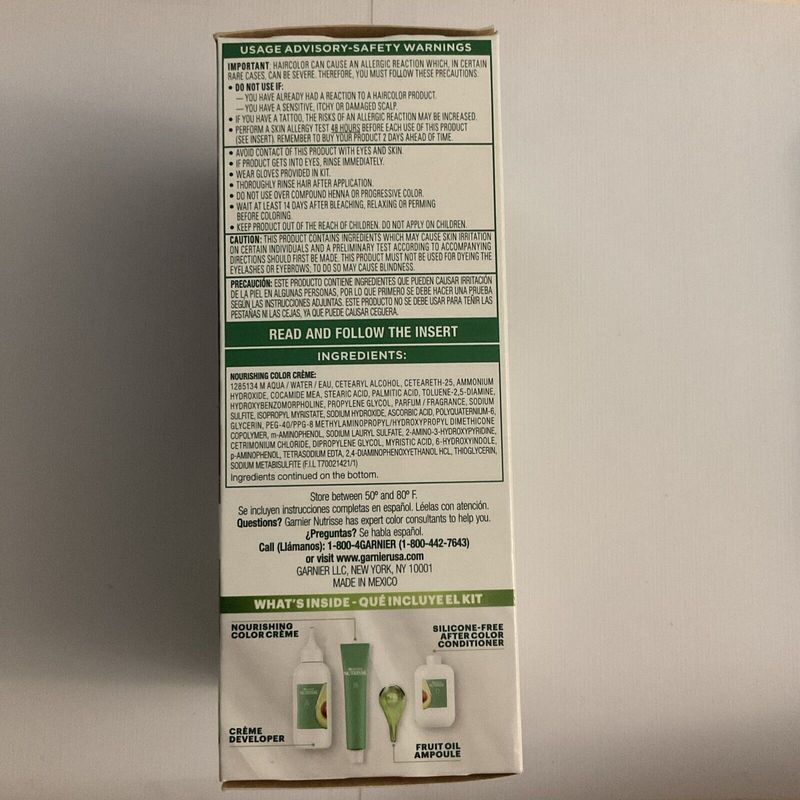 USAGE ADVISORY-SAFETY WARNINGS
IMPORTANT: HAIRCOLOR CAN CAUSE AN ALLERGIC REACTION WHICH, IN CERTAIN
RARE CASES, CAN BE SEVERE. THEREFORE, YOU MUST FOLLOW THESE PRECAUTIONS:
• DO NOT USE IF:
— YOU HAVE ALREADY HAD A REACTION TO A HAIRCOLOR PRODUCT.
— YOU HAVE A SENSITIVE, ITCHY OR DAMAGED SCALP.
• IF YOU HAVE A TATTOO, THE RISKS OF AN ALLERGIC REACTION MAY BE INCREASED.
• PERFORM A SKIN ALLERGY TEST 48 HOURS BEFORE EACH USE OF THIS PRODUCT
(SEE INSERT). REMEMBER TO BUY YOUR PRODUCT 2 DAYS AHEAD OF TIME.
• AVOID CONTACT OF THIS PRODUCT WITH EYES AND SKIN.
• IF PRODUCT GETS INTO EYES, RINSE IMMEDIATELY.
• WEAR GLOVES PROVIDED IN KIT.
• THOROUGHLY RINSE HAIR AFTER APPLICATION.
• DO NOT USE OVER COMPOUND HENNA OR PROGRESSIVE COLOR.
• WAIT AT LEAST 14 DAYS AFTER BLEACHING, RELAXING OR PERMING
BEFORE COLORING.
• KEEP PRODUCT OUT OF THE REACH OF CHILDREN. DO NOT APPLY ON CHILDREN.
CAUTION: THIS PRODUCT CONTAINS INGREDIENTS WHICH MAY CAUSE SKIN IRRITATION
ON CERTAIN INDIVIDUALS AND A PRELIMINARY TEST ACCORDING TO ACCOMPANYING
DIRECTIONS SHOULD FIRST BE MADE. THIS PRODUCT MUST NOT BE USED FOR DYEING THE
EYELASHES OR EYEBROWS; TO DO SO MAY CAUSE BLINDNESS.
PRECAUCIÓN: ESTE PRODUCTO CONTIENE INGREDIENTES QUE PUEDEN CAUSAR IRRITACIÓN
DE LA PIEL EN ALGUNAS PERSONAS, POR LO QUE PRIMERO SE DEBE HACER UNA PRUEBA
SEGÚN LAS INSTRUCCIONES ADJUNTAS. ESTE PRODUCTO NO SE DEBE USAR PARA TEÑIR LAS
PESTAÑAS NI LAS CEJAS, YA QUE PUEDE CAUSAR CEGUERA.
READ AND FOLLOW THE INSERT
INGREDIENTS:
NOURISHING COLOR CRÈME:
1285134 M AQUA / WATER / EAU, CETEARYL ALCOHOL, CETEARETH-25, AMMONIUM
HYDROXIDE, COCAMIDE MEA, STEARIC ACID, PALMITIC ACID, TOLUENE-2,5-DIAMINE,
HYDROXYBENZOMORPHOLINE, PROPYLENE GLYCOL, PARFUM / FRAGRANCE, SODIUM
SULFITE, ISOPROPYL MYRISTATE, SODIUM HYDROXIDE, ASCORBIC ACID, POLYQUATERNIUM-6,
GLYCERIN, PEG-40/PPG-8 METHYLAMINOPROPYL/HYDROXYPROPYL DIMETHICONE
COPOLYMER, m-AMINOPHENOL, SODIUM LAURYL SULFATE, 2-AMINO-3-HYDROXYPYRIDINE,
CETRIMONIUM CHLORIDE, DIPROPYLENE GLYCOL, MYRISTIC ACID, 6-HYDROXYINDOLE,
p-AMINOPHENOL, TETRASODIUM EDTA, 2,4-DIAMINOPHENOXYETHANOL HCL, THIOGLYCERIN,
SODIUM METABISULFITE (F.I.L T70021421/1)
Ingredients continued on the bottom.
Store between 50º and 80º F.
Se incluyen instrucciones completas en español. Léelas con atención.
Questions? Garnier Nutrisse has expert color consultants to help you.
¿Preguntas? Se habla español.
Call (Llámanos): 1-800-4GARNIER (1-800-442-7643)
or visit www.garnierusa.com
GARNIER LLC, NEW YORK, NY 10001
MADE IN MEXICO
WHAT'S INSIDE - QUÉ INCLUYE EL KIT
NOURISHING
COLOR CRÈME
SILICONE-FREE
AFTER COLOR
CONDITIONER
NUTRISSE
NUTRISSE
A
B
CRÈME
DEVELOPER
FRUIT OIL
AMPOULE